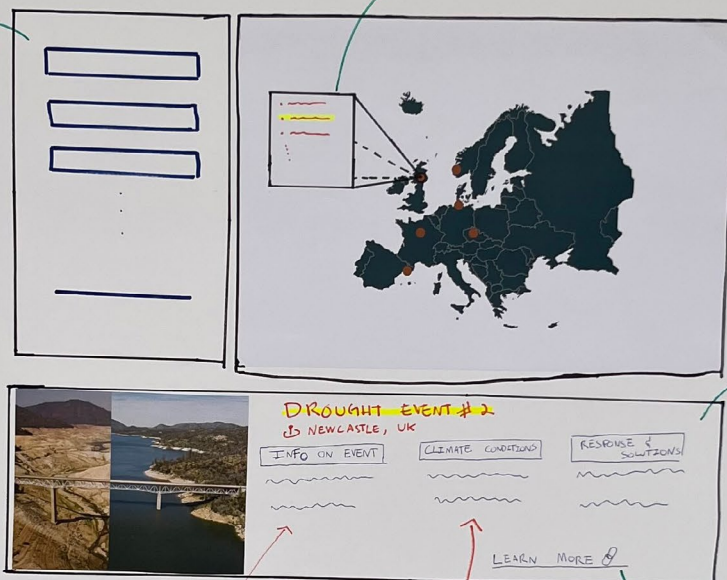 DROUGHT EVENT #2
NEWCASTLE, UK
INFO ON EVENT
CLIMATE CONDITIONS
RESPONSE &
SOLUTIONS
LEARN MORE